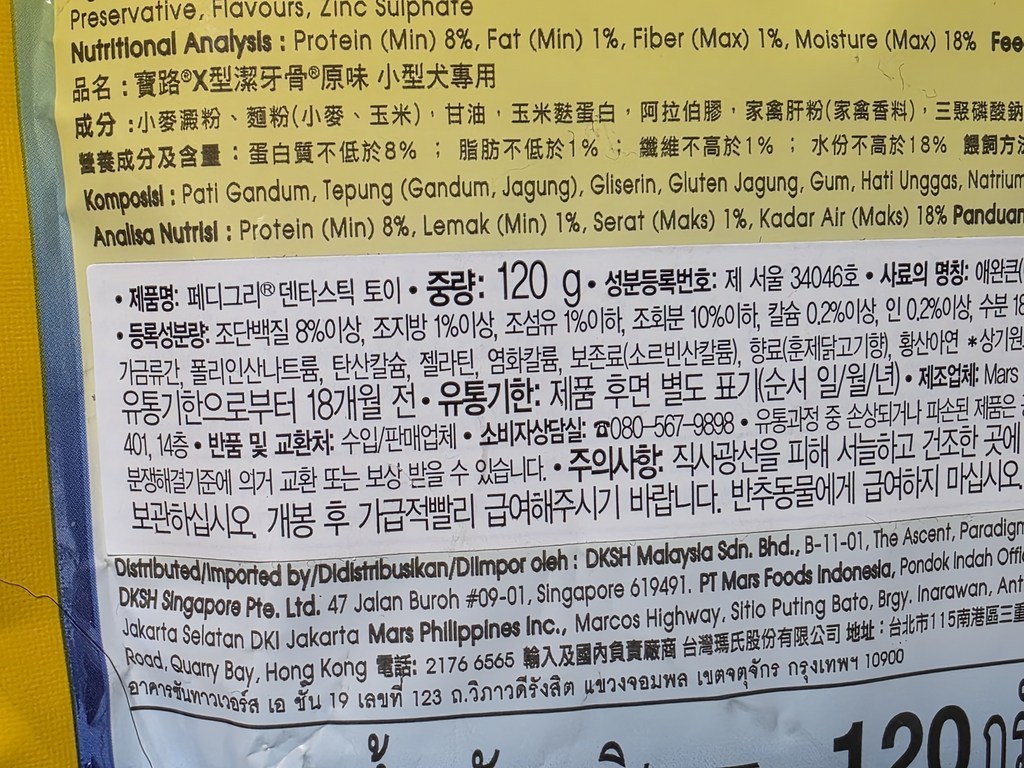 Preservative, Flavours, Zinc Sulphate
Nutritional Analysis : Protein (Min) 8%, Fat (Min) 1%, Fiber (Max) 1%, Moisture (Max) 18% Fee
品名 : 寶路®X型潔牙骨®原味 小型犬專用
成分 :小麥澱粉、麵粉(小麥、玉米)，甘油，玉米麩蛋白，阿拉伯膠，家禽肝粉(家禽香料)，三聚磷酸鈉
營養成分及含量：蛋白質不低於8% ； 脂肪不低於1% ； 纖維不高於1% ； 水份不高於18% 餵飼方法
Komposisi : Pati Gandum, Tepung (Gandum, Jagung), Gliserin, Gluten Jagung, Gum, Hati Unggas, Natrium
Analisa Nutrisi : Protein (Min) 8%, Lemak (Min) 1%, Serat (Maks) 1%, Kadar Air (Maks) 18% Panduan
• 제품명: 페디그리® 덴타스틱 토이 • 중량: 120 g • 성분등록번호: 제 서울 34046호 • 사료의 명칭: 애완견(
• 등록성분량: 조단백질 8%이상, 조지방 1%이상, 조섬유 1%이하, 조회분 10%이하, 칼슘 0.2%이상, 인 0.2%이상, 수분 18
가금류간, 폴리인산나트륨, 탄산칼슘, 젤라틴, 염화칼륨, 보존료(소르빈산칼륨), 향료(훈제닭고기향), 황산아연 *상기원
유통기한으로부터 18개월 전 • 유통기한: 제품 후면 별도 표기(순서 일/월/년) • 제조업체: Mars
401, 14층 • 반품 및 교환처: 수입/판매업체 • 소비자상담실: ☎080-567-9898 • 유통과정 중 손상되거나 파손된 제품은
분쟁해결기준에 의거 교환 또는 보상 받을 수 있습니다. • 주의사항: 직사광선을 피해 서늘하고 건조한 곳에
보관하십시오. 개봉 후 가급적빨리 급여해주시기 바랍니다. 반추동물에게 급여하지 마십시오.
Distributed/Imported by/Didistribusikan/Diimpor oleh : DKSH Malaysia Sdn. Bhd., B-11-01, The Ascent, Paradigm
DKSH Singapore Pte. Ltd. 47 Jalan Buroh #09-01, Singapore 619491. PT Mars Foods Indonesia, Pondok Indah Offi
Jakarta Selatan DKI Jakarta Mars Philippines Inc., Marcos Highway, Sitio Puting Bato, Brgy. Inarawan, Ant
Road, Quarry Bay, Hong Kong 電話: 2176 6565 輸入及國內負責廠商 台灣瑪氏股份有限公司 地址：台北市115南港區三重
อาคารซันทาวเวอร์ส เอ ชั้น 19 เลขที่ 123 ถ.วิภาวดีรังสิต แขวงจอมพล เขตจตุจักร กรุงเทพฯ 10900
120 กรั